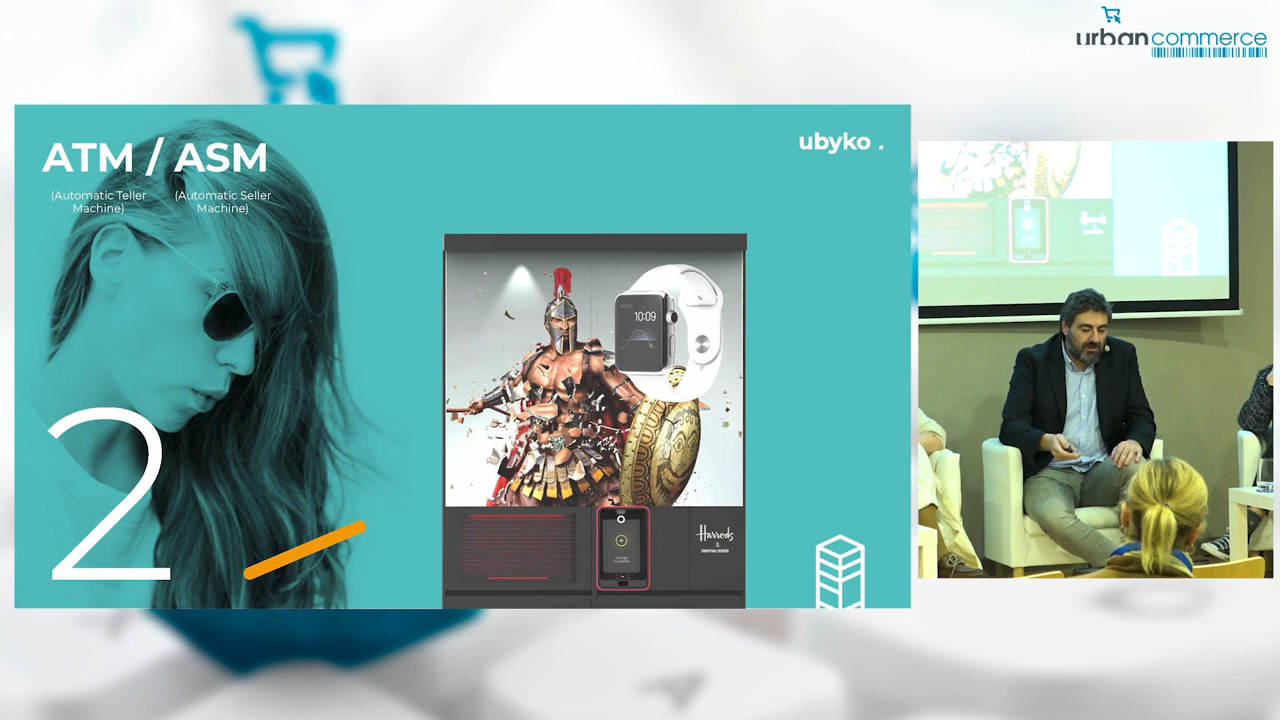 urbancommerce
ATM / ASM
(Automatic Teller Machine)
(Automatic Seller Machine)
ubyko .
10:09
Harrods
2